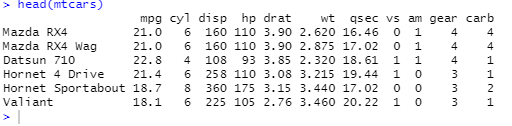 > head(mtcars)
                   mpg cyl disp  hp drat    wt  qsec vs am gear carb
Mazda RX4         21.0   6  160 110 3.90 2.620 16.46  0  1    4    4
Mazda RX4 Wag     21.0   6  160 110 3.90 2.875 17.02  0  1    4    4
Datsun 710        22.8   4  108  93 3.85 2.320 18.61  1  1    4    1
Hornet 4 Drive    21.4   6  258 110 3.08 3.215 19.44  1  0    3    1
Hornet Sportabout 18.7   8  360 175 3.15 3.440 17.02  0  0    3    2
Valiant           18.1   6  225 105 2.76 3.460 20.22  1  0    3    1
>